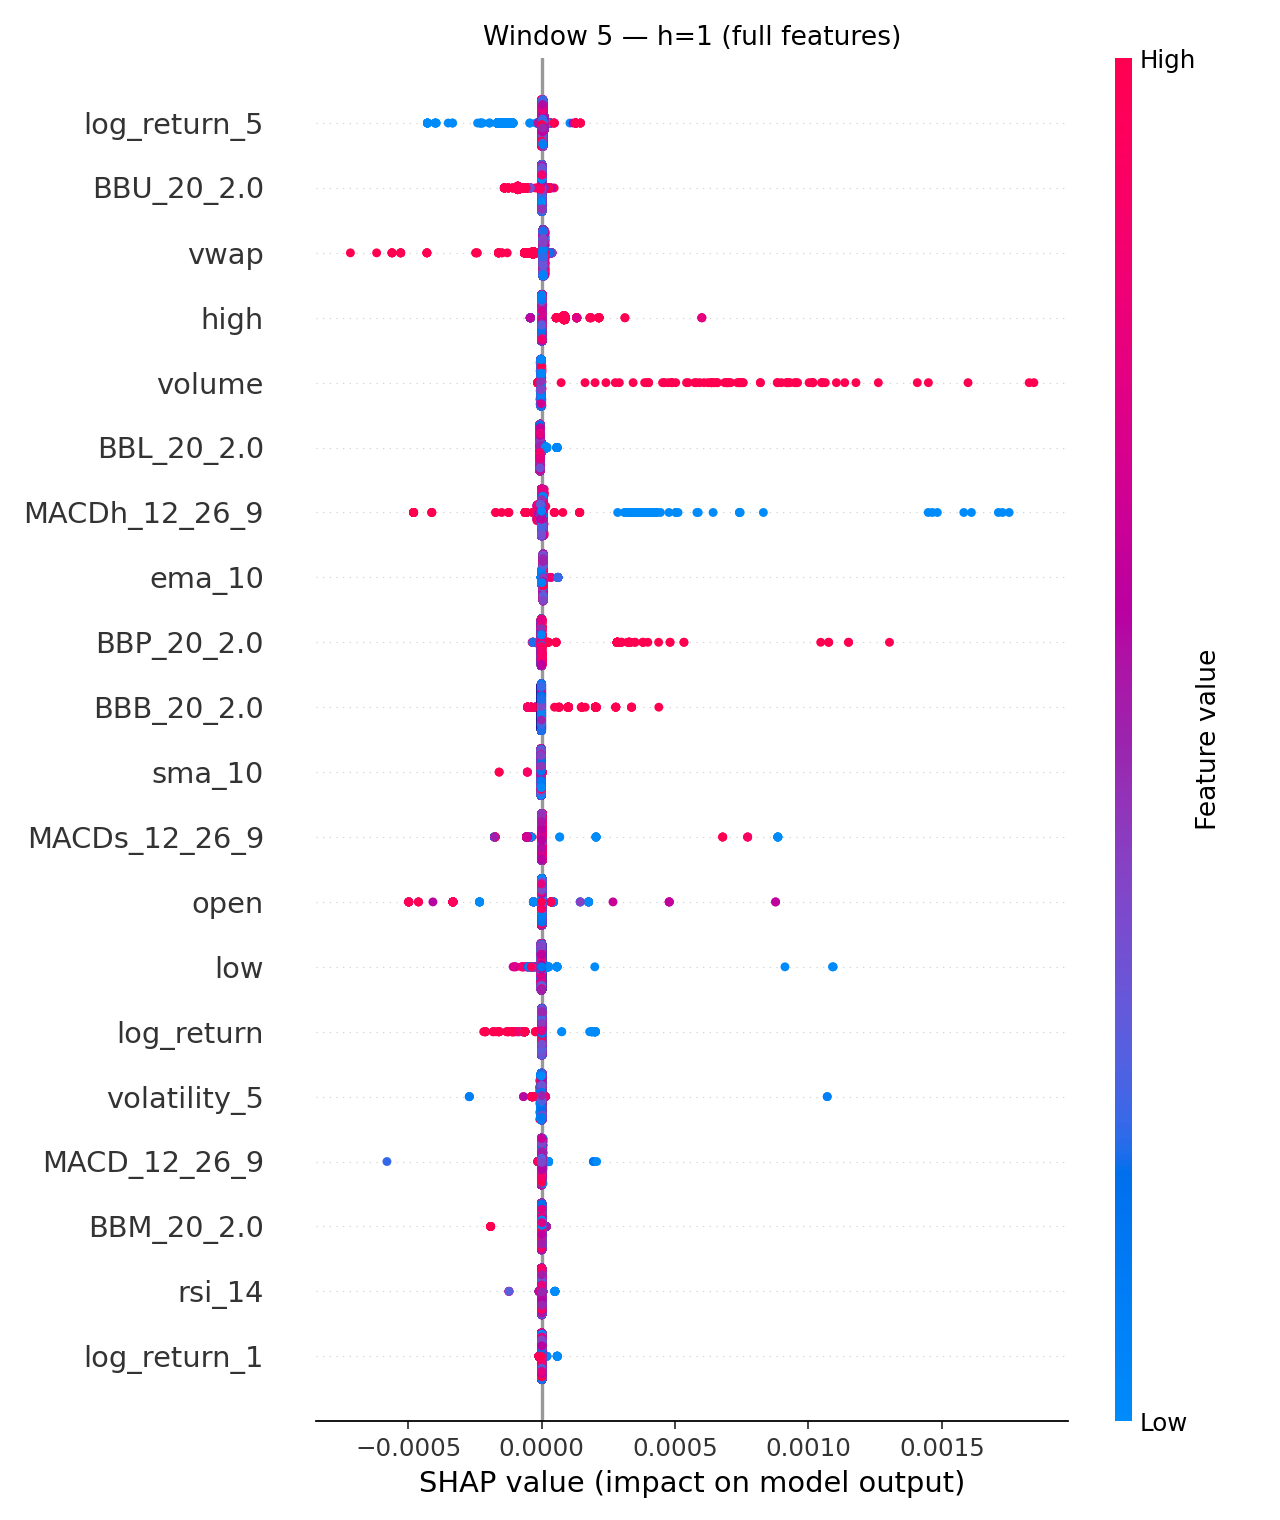 Window 5 — h=1 (full features)
High
log_return_5
BBU_20_2.0
vwap
high
volume
BBL_20_2.0
MACDh_12_26_9
ema_10
BBP_20_2.0
BBB_20_2.0
sma_10
MACDs_12_26_9
open
low
log_return
volatility_5
MACD_12_26_9
BBM_20_2.0
rsi_14
log_return_1
Feature value
Low
−0.0005 0.0000 0.0005 0.0010 0.0015
SHAP value (impact on model output)